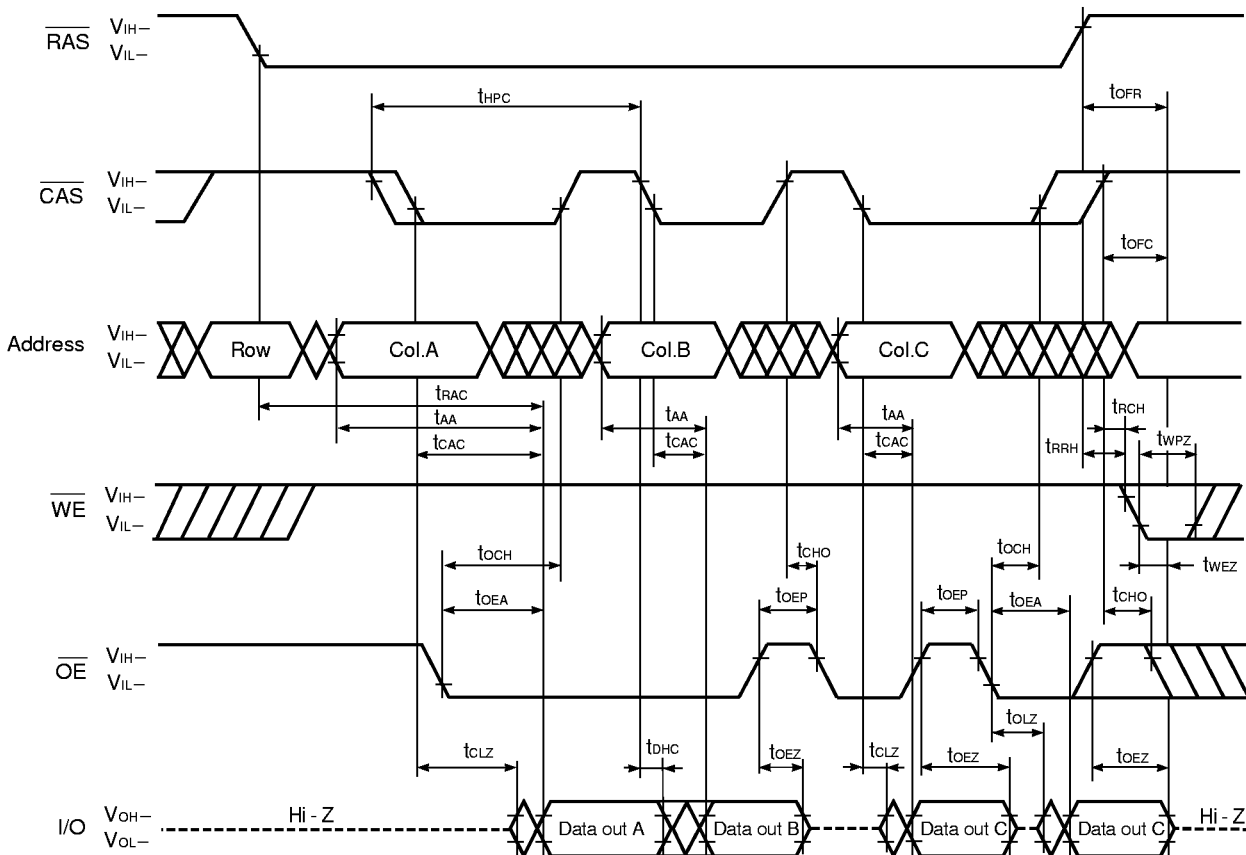 RAS VIH– VIL–
tHPC tOFR
CAS VIH– VIL–
tOFC
Address VIH– VIL– Row Col.A Col.B Col.C
tRAC
tAA tAA tAA tRCH
tCAC tCAC tCAC tRRH tWPZ
WE VIH– VIL–
tOCH tCHO tOCH tWEZ
tOEA tOEP tOEP tOEA tCHO
OE VIH– VIL–
tOLZ
tCLZ tDHC tOEZ tCLZ tOEZ tOEZ
I/O VOH– VOL– Hi - Z Data out A Data out B Data out C Data out C Hi - Z